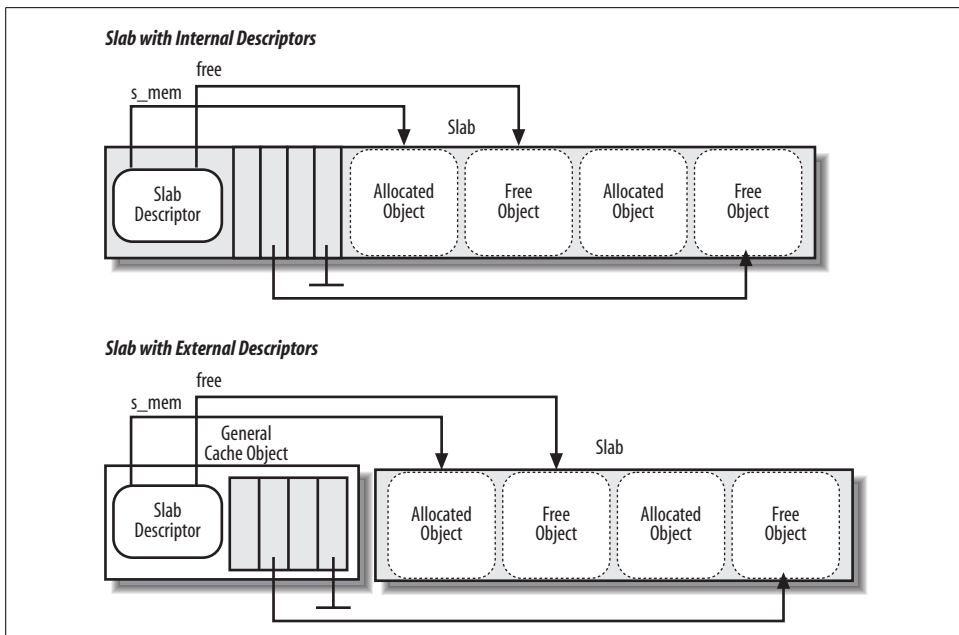 Slab with Internal Descriptors
free
s_mem
Slab
Slab
Descriptor
Allocated
Object
Free
Object
Allocated
Object
Free
Object
Slab with External Descriptors
free
s_mem
General
Cache Object
Slab
Slab
Descriptor
Allocated
Object
Free
Object
Allocated
Object
Free
Object